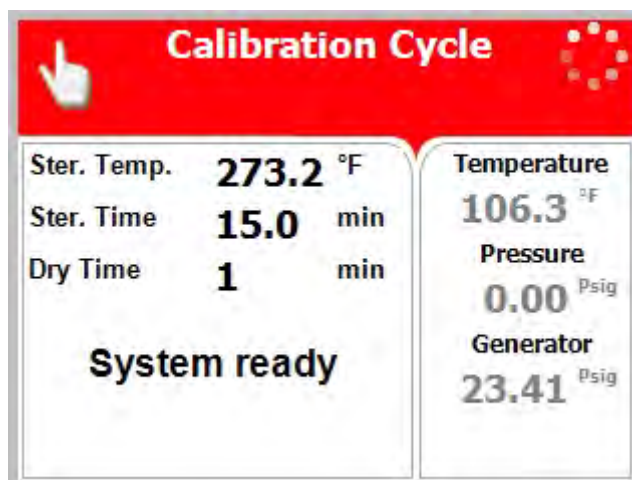 Calibration Cycle
Ster. Temp. 273.2 °F
Ster. Time 15.0 min
Dry Time 1 min
System ready
Temperature
106.3 °F
Pressure
0.00 Psig
Generator
23.41 Psig